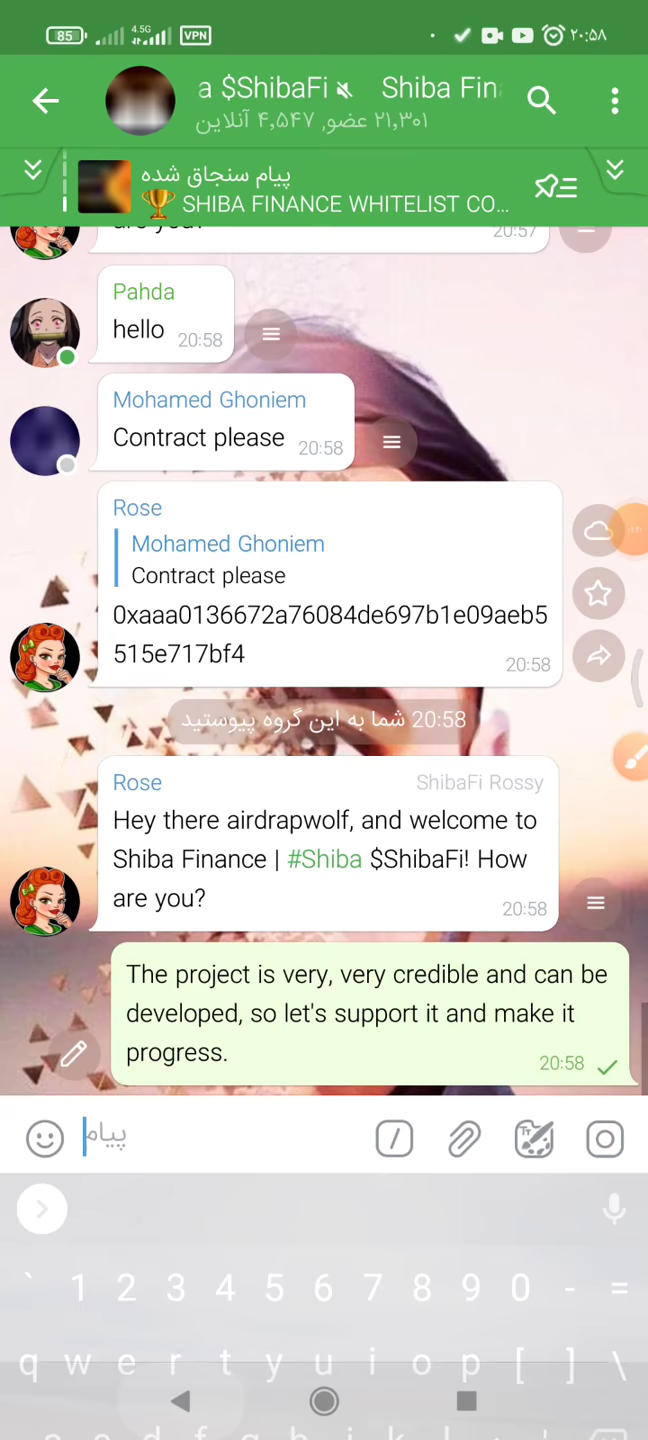 85 4.5G VPN ۲۰:۵۸
a $ShibaFi Shiba Fin
۲۱,۳۰۱ عضو, ۴,۵۴۷ آنلاین
پیام سنجاق شده
🏆 SHIBA FINANCE WHITELIST CO...
are you? 20:57
Pahda
hello 20:58
Mohamed Ghoniem
Contract please 20:58
Rose
Mohamed Ghoniem
Contract please
0xaaa0136672a76084de697b1e09aeb5
515e717bf4
20:58
20:58 شما به این گروه پیوستید
Rose ShibaFi Rossy
Hey there airdrapwolf, and welcome to
Shiba Finance | #Shiba $ShibaFi! How
are you?
20:58
The project is very, very credible and can be
developed, so let's support it and make it
progress.
20:58
پیام
` 1 2 3 4 5 6 7 8 9 0 - =
q w e r t y u i o p [ ] \
a s d f g h j k l ; '